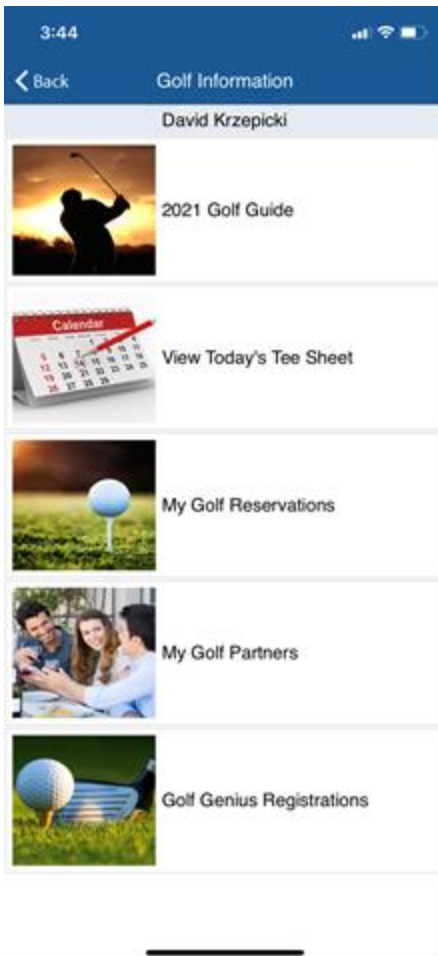 3:44
Back
Golf Information
David Krzepicki
2021 Golf Guide
Calendar
View Today's Tee Sheet
My Golf Reservations
My Golf Partners
Golf Genius Registrations